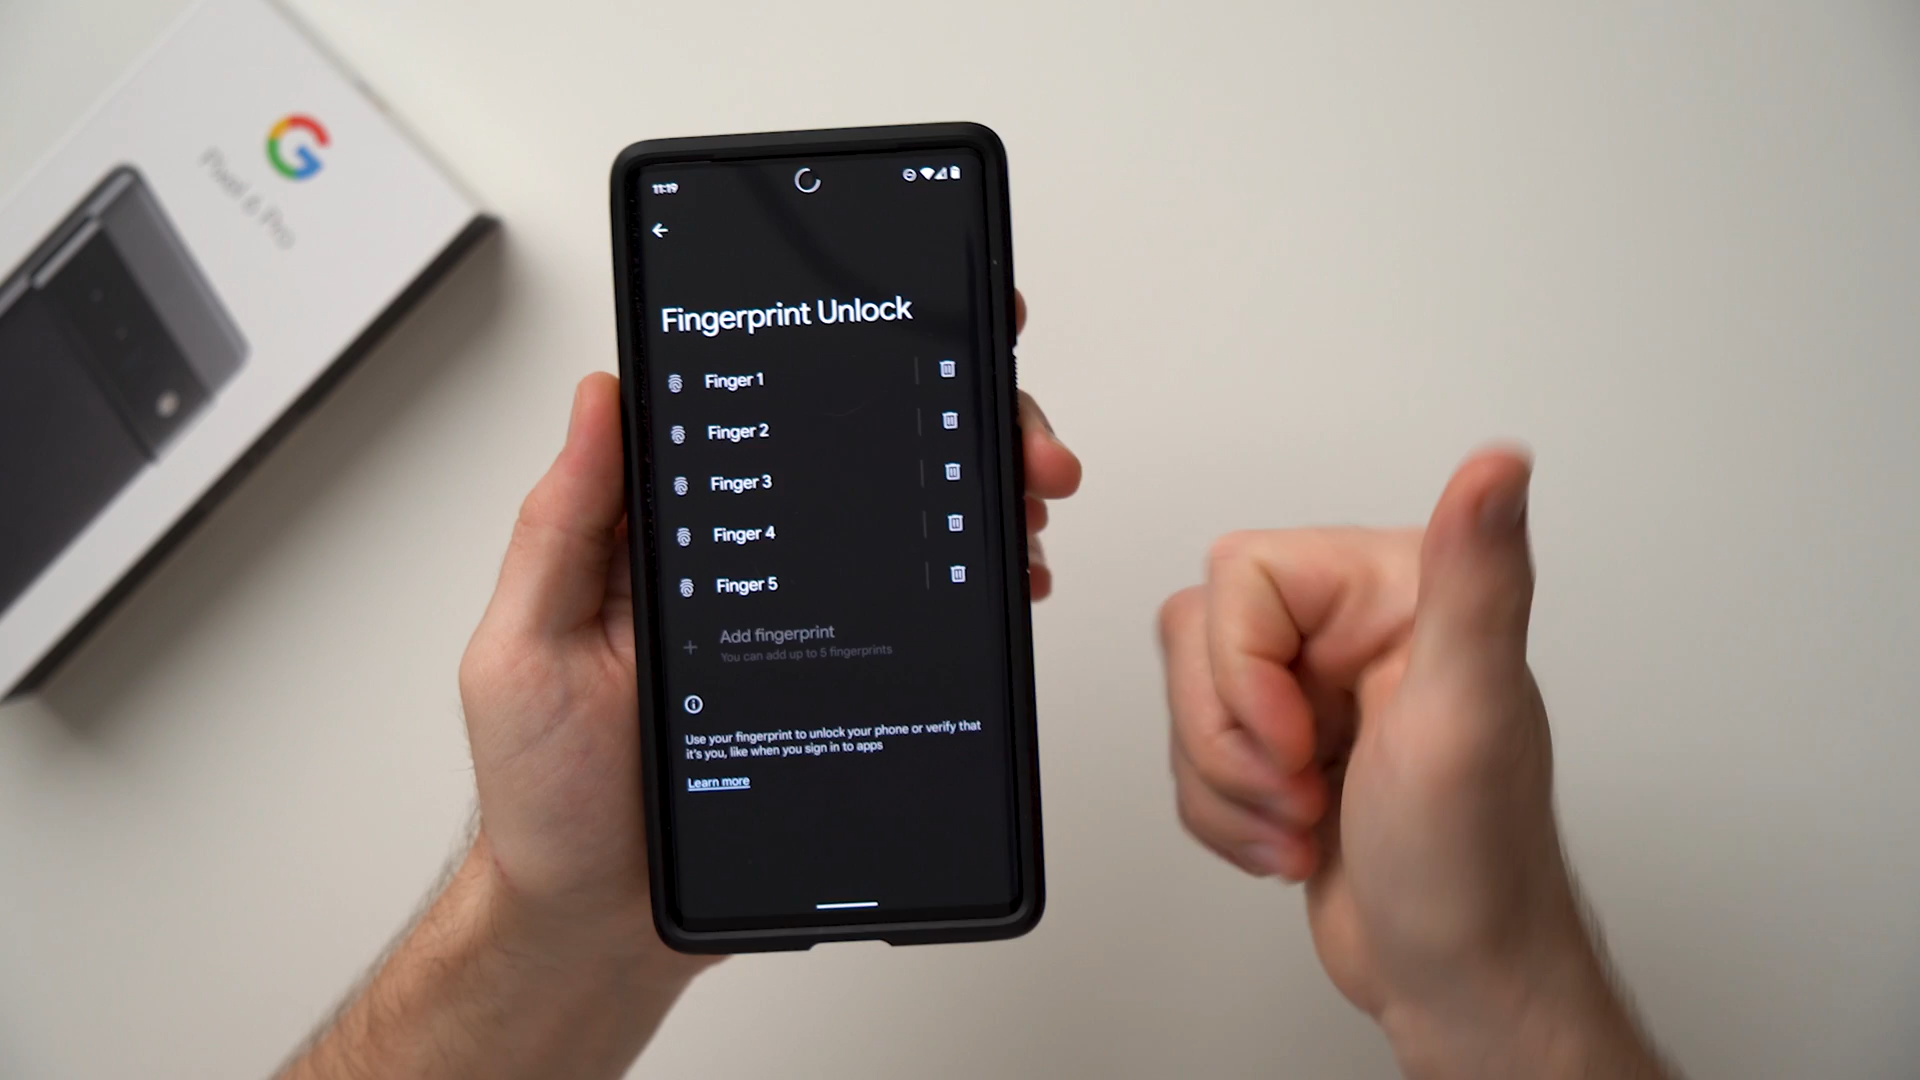 Pixel 6 Pro
11:19
Fingerprint Unlock
Finger 1
Finger 2
Finger 3
Finger 4
Finger 5
Add fingerprint
You can add up to 5 fingerprints
Use your fingerprint to unlock your phone or verify that
it's you, like when you sign in to apps
Learn more